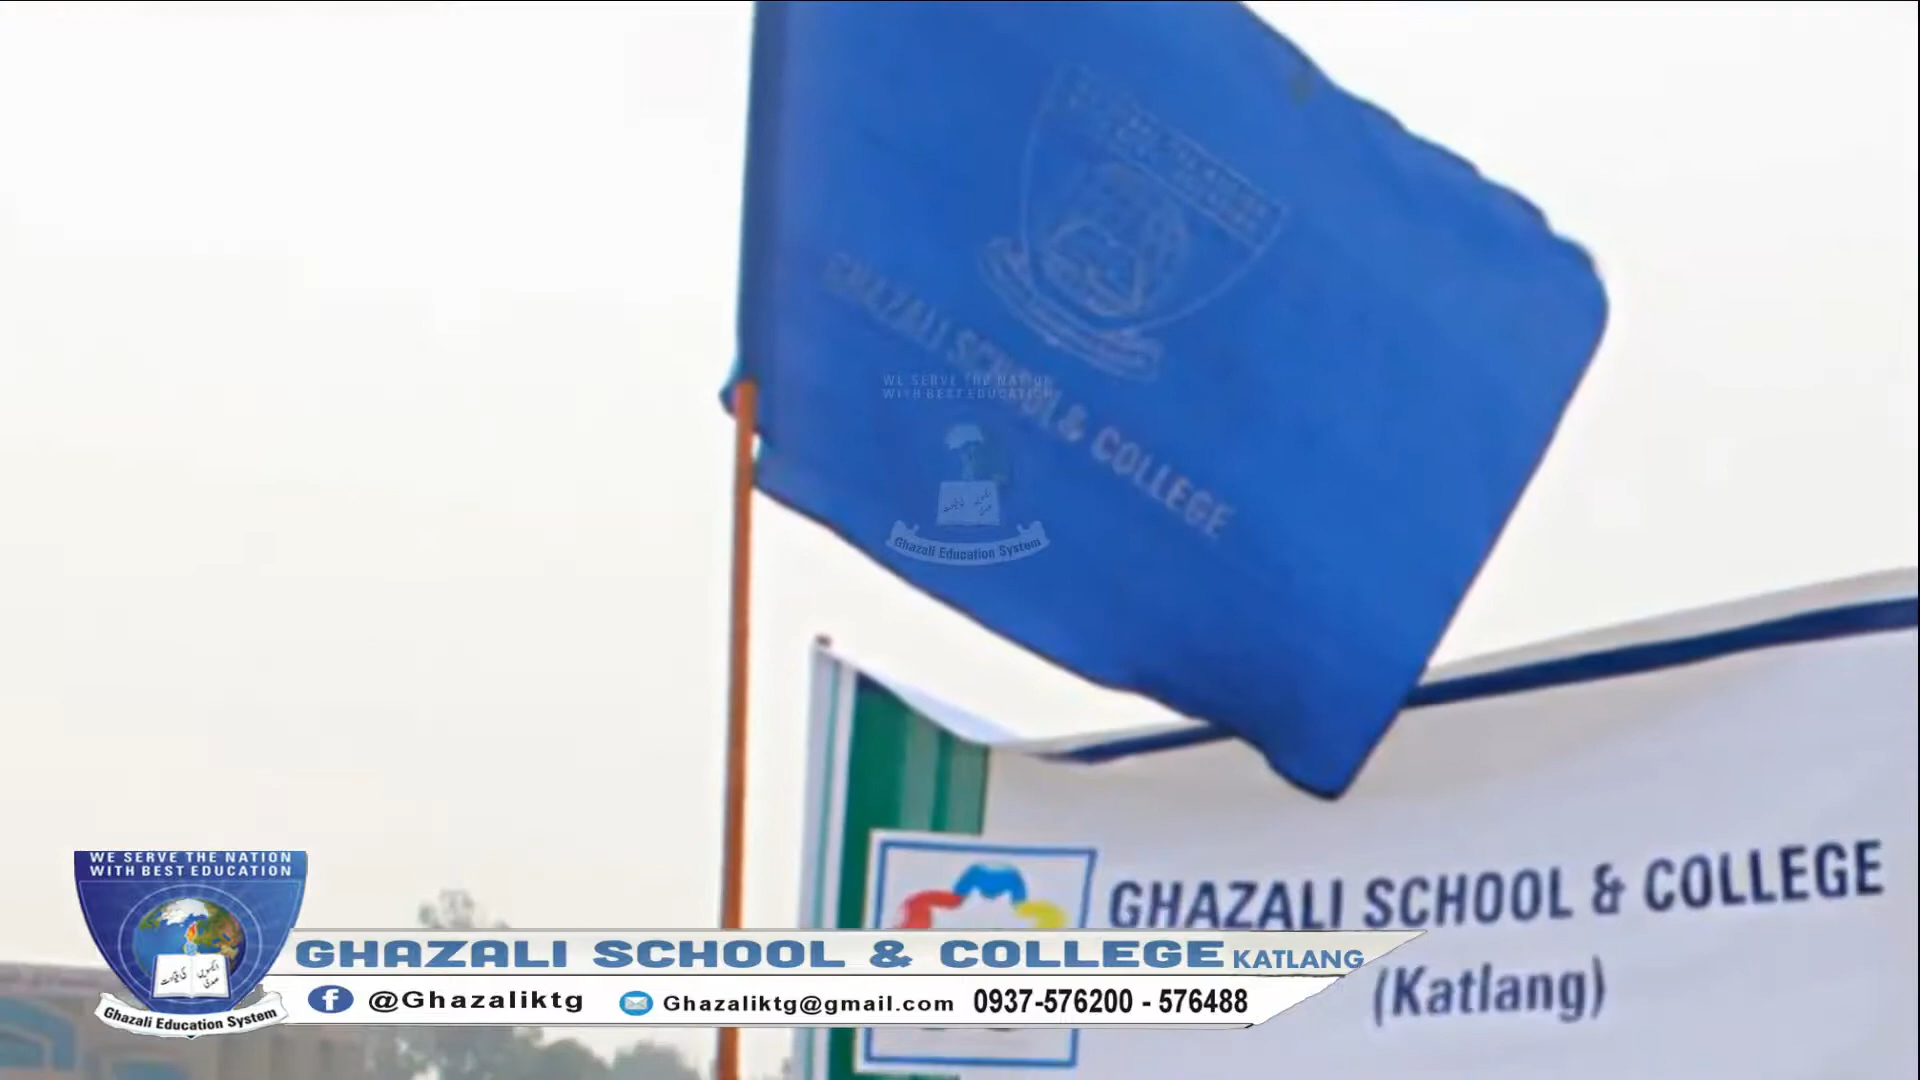 GHAZALI SCHOOL & COLLEGE
WE SERVE THE NATION
WITH BEST EDUCATION
Ghazali Education System
GHAZALI SCHOOL & COLLEGE
(Katlang)
WE SERVE THE NATION
WITH BEST EDUCATION
Ghazali Education System
GHAZALI SCHOOL & COLLEGE KATLANG
@Ghazaliktg Ghazaliktg@gmail.com 0937-576200 - 576488